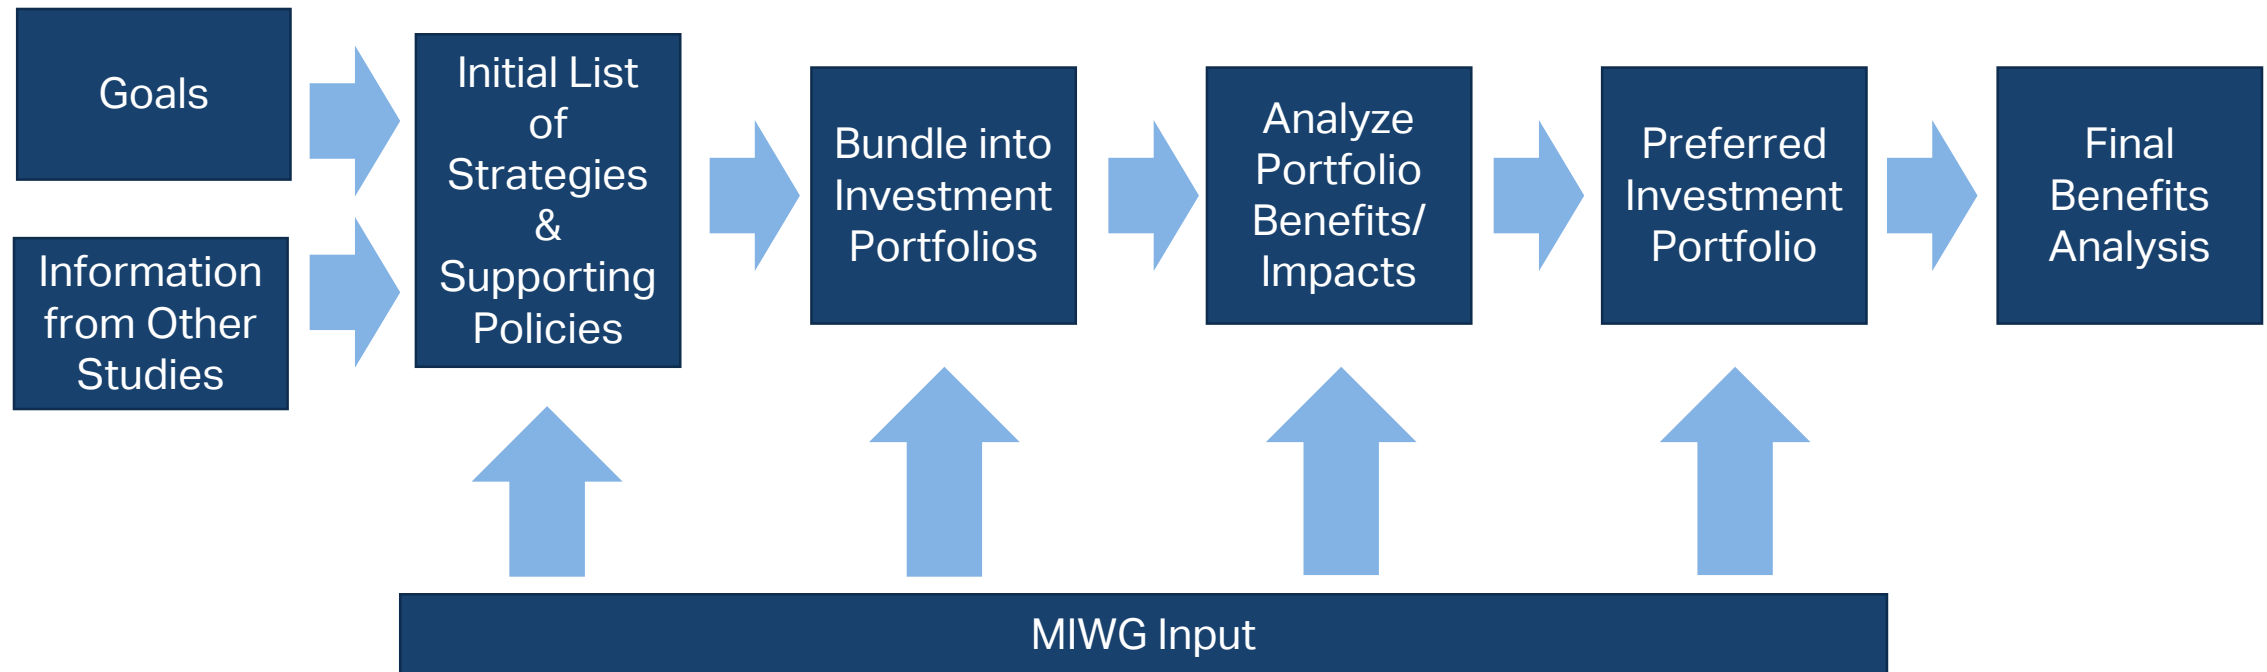 Goals
Information
from Other
Studies
Initial List
of
Strategies
&
Supporting
Policies
Bundle into
Investment
Portfolios
Analyze
Portfolio
Benefits/
Impacts
Preferred
Investment
Portfolio
Final
Benefits
Analysis
MIWG Input